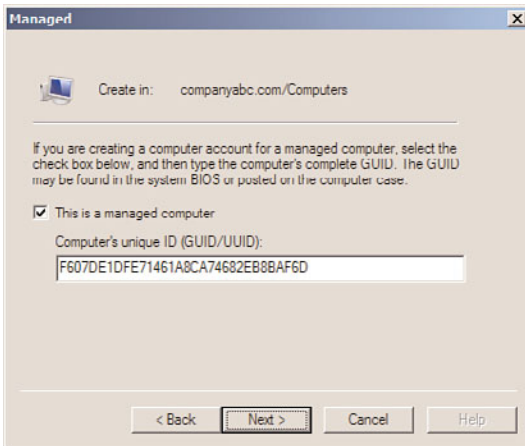 Managed
Create in: companyabc.com/Computers
If you are creating a computer account for a managed computer, select the
check box below, and then type the computer's complete GUID. The GUID
may be found in the system BIOS or posted on the computer case.
This is a managed computer
Computer's unique ID (GUID/UUID):
F607DE1DFE71461A8CA74682EB8BAF6D
< Back
Next >
Cancel
Help